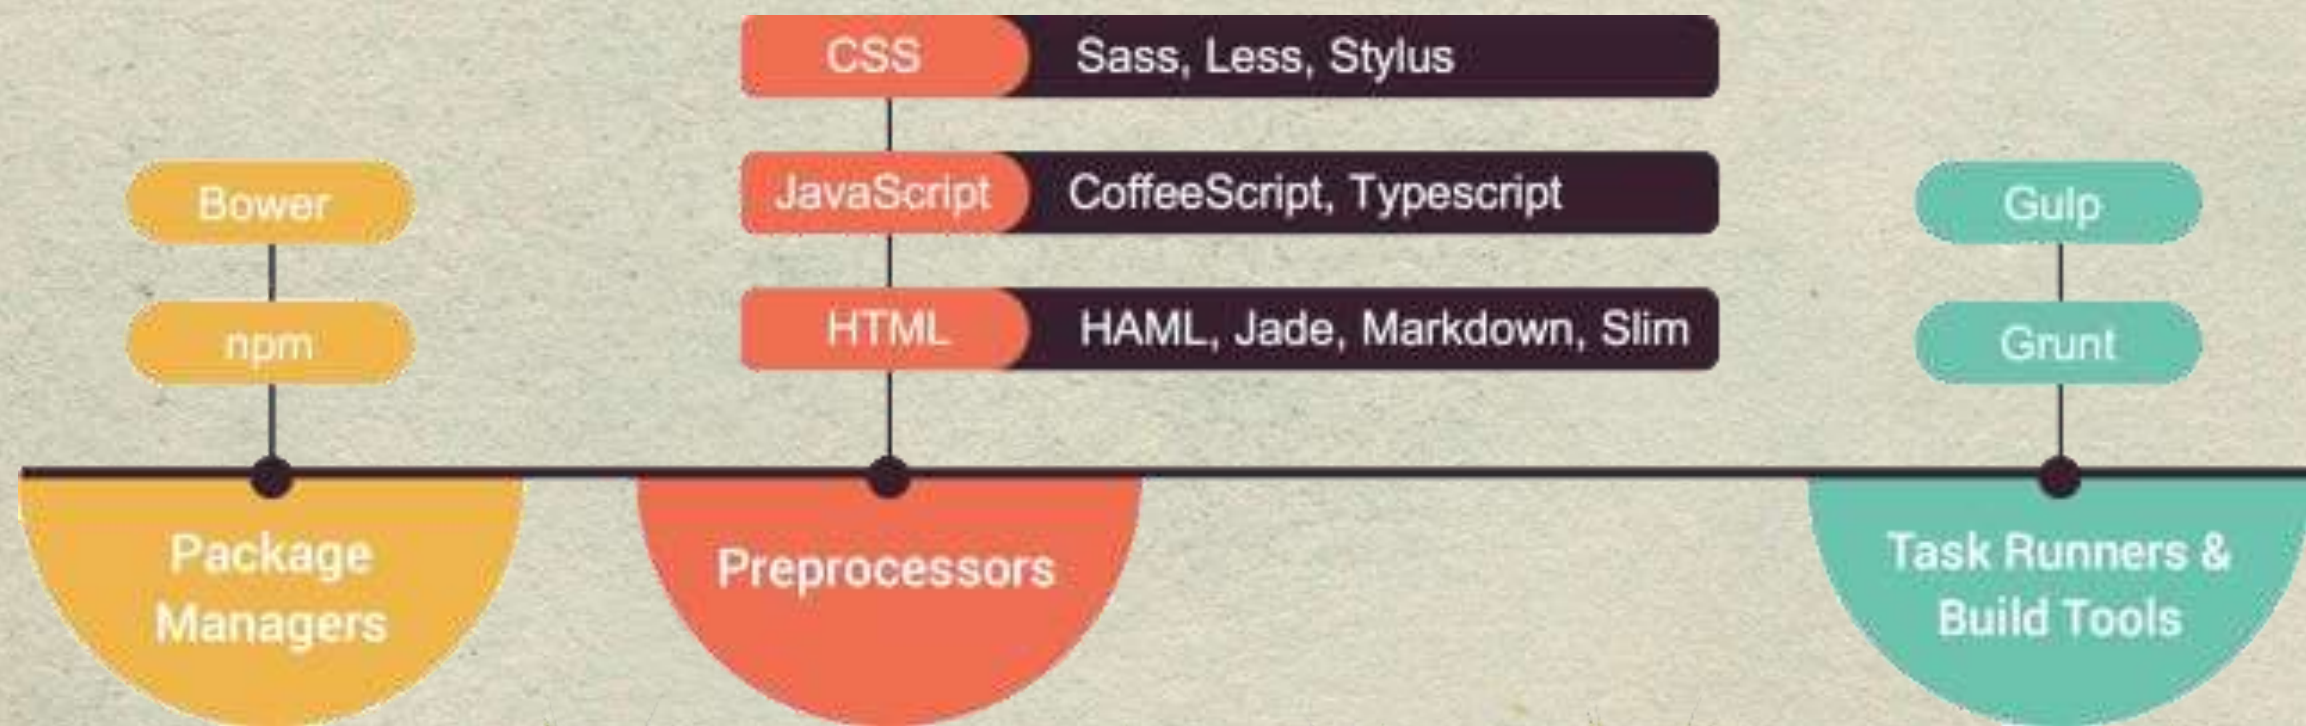 CSS Sass, Less, Stylus
JavaScript CoffeeScript, Typescript
HTML HAML, Jade, Markdown, Slim
Bower
npm
Gulp
Grunt
Package
Managers
Preprocessors
Task Runners &
Build Tools